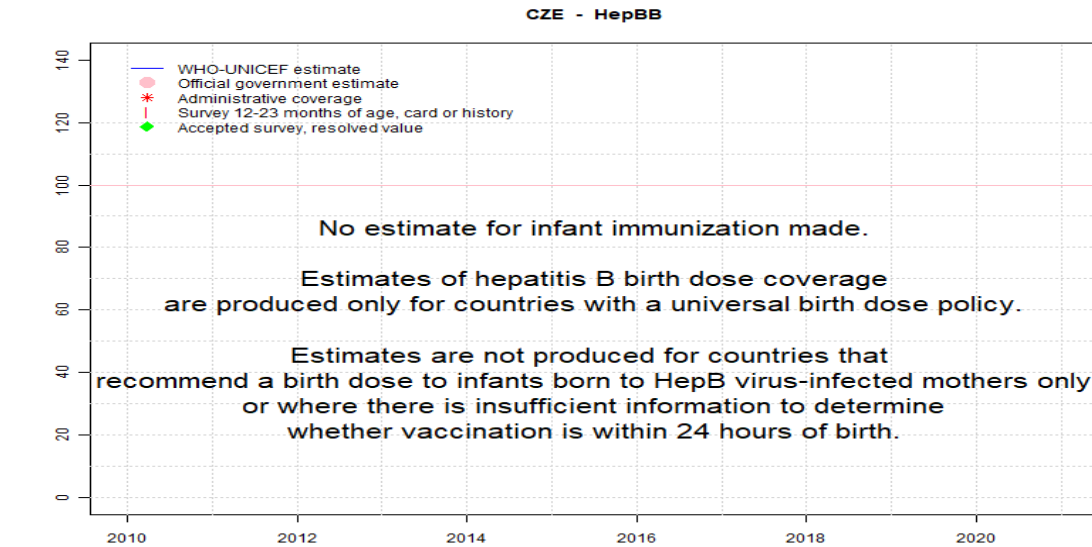 CZE - HepBB
WHO-UNICEF estimate
Official government estimate
Administrative coverage
Survey 12-23 months of age, card or history
Accepted survey, resolved value
140
120
100
80
60
40
20
0
No estimate for infant immunization made.
Estimates of hepatitis B birth dose coverage
are produced only for countries with a universal birth dose policy.
Estimates are not produced for countries that
recommend a birth dose to infants born to HepB virus-infected mothers only
or where there is insufficient information to determine
whether vaccination is within 24 hours of birth.
2010 2012 2014 2016 2018 2020